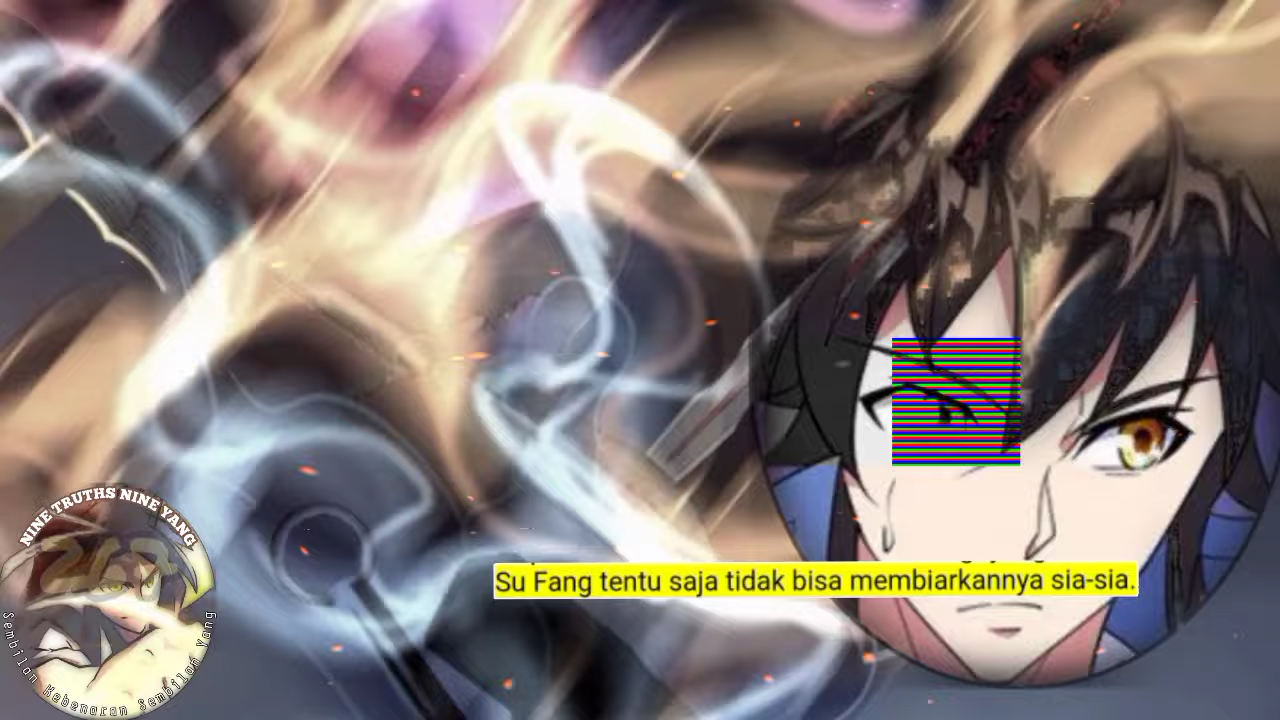 Su Fang tentu saja tidak bisa membiarkannya sia-sia.
NINE TRUTHS NINE YANG
Sembilan Kebenaran Sembilan Yang